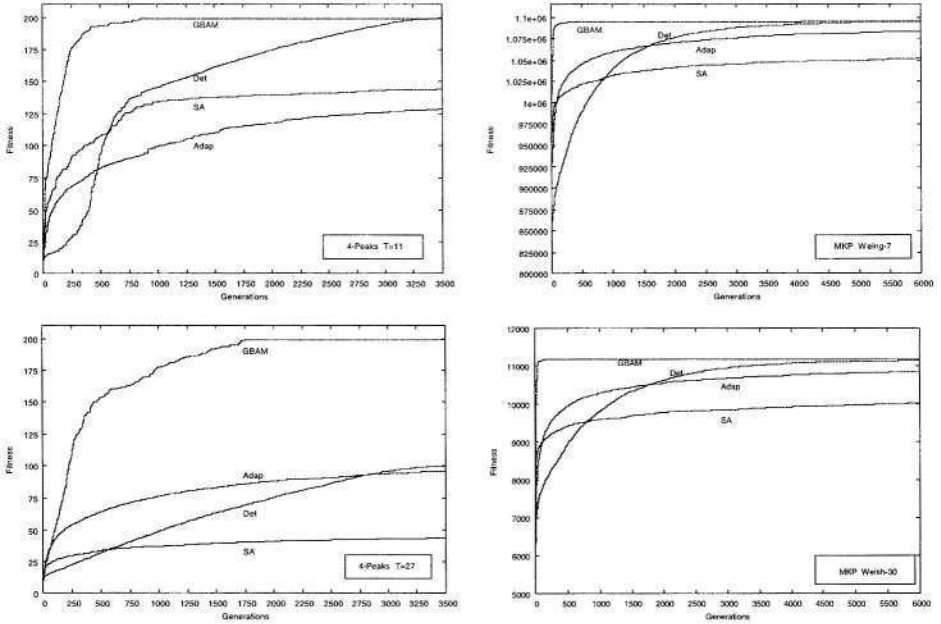 200
175
150
125
100
75
50
25
0
Fitness
GBAM
Det
SA
Adap
4-Peaks T=11
0 250 500 750 1000 1250 1500 1750 2000 2250 2500 2750 3000 3250 3500
Generations
1.1e+06
1.075e+06
1.05e+06
1.025e+06
1e+06
975000
950000
925000
900000
875000
850000
825000
800000
Fitness
GBAM
Det
Adap
SA
MKP Weing-7
0 500 1000 1500 2000 2500 3000 3500 4000 4500 5000 5500 6000
Generations
200
175
150
125
100
75
50
25
0
Fitness
GBAM
Adap
Det
SA
4-Peaks T=27
0 250 500 750 1000 1250 1500 1750 2000 2250 2500 2750 3000 3250 3500
Generations
12000
11000
10000
9000
8000
7000
6000
5000
Fitness
GBAM
Det
Adap
SA
MKP Weish-30
0 500 1000 1500 2000 2500 3000 3500 4000 4500 5000 5500 6000
Generations